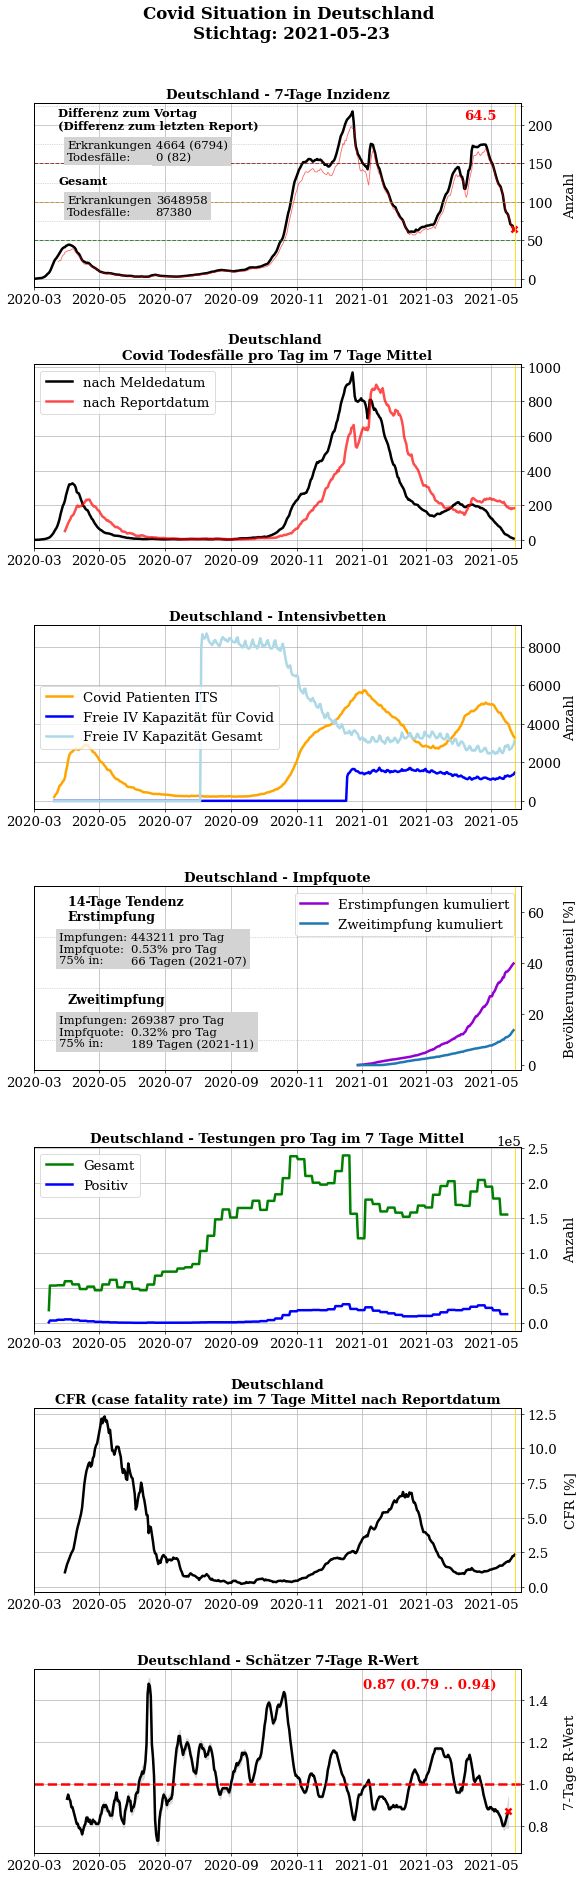 Covid Situation in Deutschland
Stichtag: 2021-05-23
Deutschland - 7-Tage Inzidenz
Differenz zum Vortag
(Differenz zum letzten Report)
Erkrankungen 4664 (6794)
Todesfälle: 0 (82)
Gesamt
Erkrankungen 3648958
Todesfälle: 87380
64.5
200
150
100
50
0
Anzahl
2020-03 2020-05 2020-07 2020-09 2020-11 2021-01 2021-03 2021-05
Deutschland
Covid Todesfälle pro Tag im 7 Tage Mittel
nach Meldedatum
nach Reportdatum
1000
800
600
400
200
0
2020-03 2020-05 2020-07 2020-09 2020-11 2021-01 2021-03 2021-05
Deutschland - Intensivbetten
Covid Patienten ITS
Freie IV Kapazität für Covid
Freie IV Kapazität Gesamt
8000
6000
4000
2000
0
Anzahl
2020-03 2020-05 2020-07 2020-09 2020-11 2021-01 2021-03 2021-05
Deutschland - Impfquote
14-Tage Tendenz
Erstimpfung
Impfungen: 443211 pro Tag
Impfquote: 0.53% pro Tag
75% in: 66 Tagen (2021-07)
Zweitimpfung
Impfungen: 269387 pro Tag
Impfquote: 0.32% pro Tag
75% in: 189 Tagen (2021-11)
Erstimpfungen kumuliert
Zweitimpfung kumuliert
60
40
20
0
Bevölkerungsanteil [%]
2020-03 2020-05 2020-07 2020-09 2020-11 2021-01 2021-03 2021-05
Deutschland - Testungen pro Tag im 7 Tage Mittel
1e5
Gesamt
Positiv
2.5
2.0
1.5
1.0
0.5
0.0
Anzahl
2020-03 2020-05 2020-07 2020-09 2020-11 2021-01 2021-03 2021-05
Deutschland
CFR (case fatality rate) im 7 Tage Mittel nach Reportdatum
12.5
10.0
7.5
5.0
2.5
0.0
CFR [%]
2020-03 2020-05 2020-07 2020-09 2020-11 2021-01 2021-03 2021-05
Deutschland - Schätzer 7-Tage R-Wert
0.87 (0.79 .. 0.94)
1.4
1.2
1.0
0.8
7-Tage R-Wert
2020-03 2020-05 2020-07 2020-09 2020-11 2021-01 2021-03 2021-05